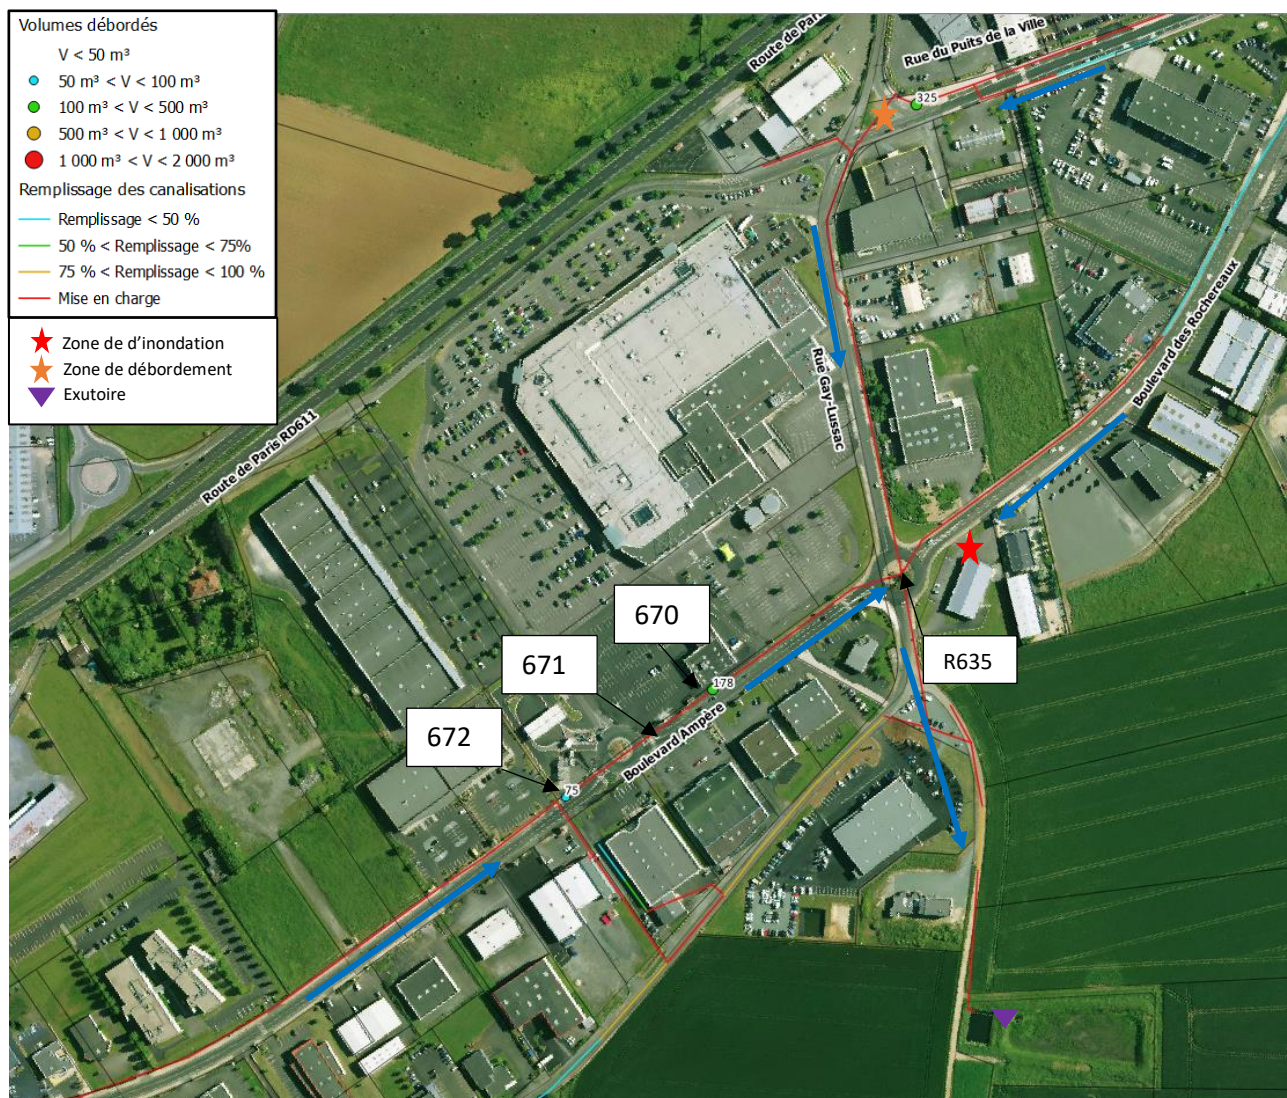 Volumes débordés
V < 50 m³
50 m³ < V < 100 m³
100 m³ < V < 500 m³
500 m³ < V < 1 000 m³
1 000 m³ < V < 2 000 m³
Remplissage des canalisations
Remplissage < 50 %
50 % < Remplissage < 75%
75 % < Remplissage < 100 %
Mise en charge
Zone de d’inondation
Zone de débordement
Exutoire
Route de Paris
Rue du Puits de la Ville
325
Boulevard des Rochereaux
Rue Gay-Lussac
Route de Paris RD611
670
671
R635
178
672
Boulevard Ampère
75